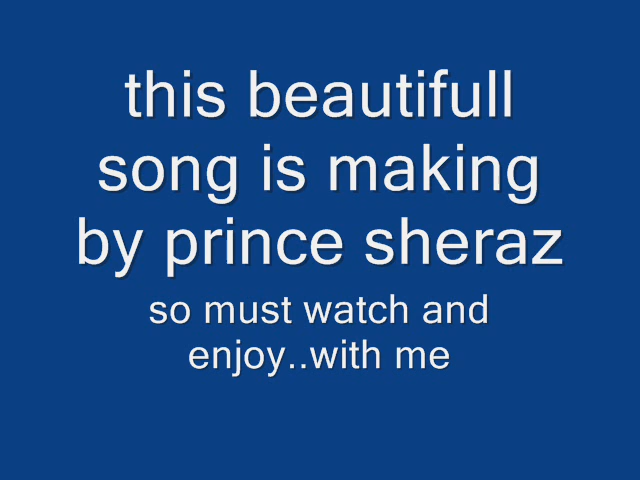 this beautifull
song is making
by prince sheraz
so must watch and
enjoy..with me